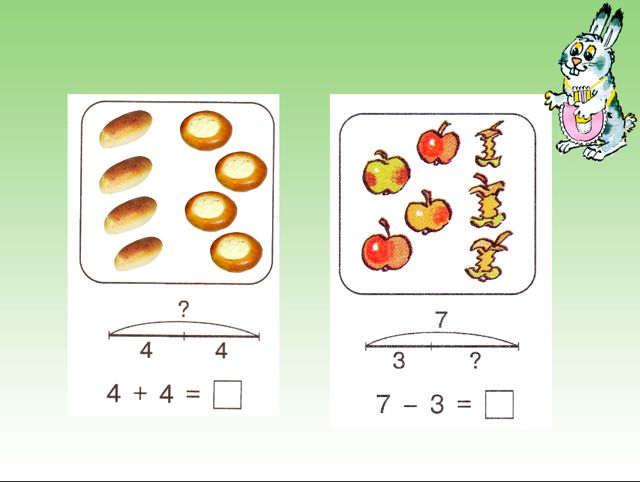 ?
4 4
4 + 4 =
7
3 ?
7 – 3 =